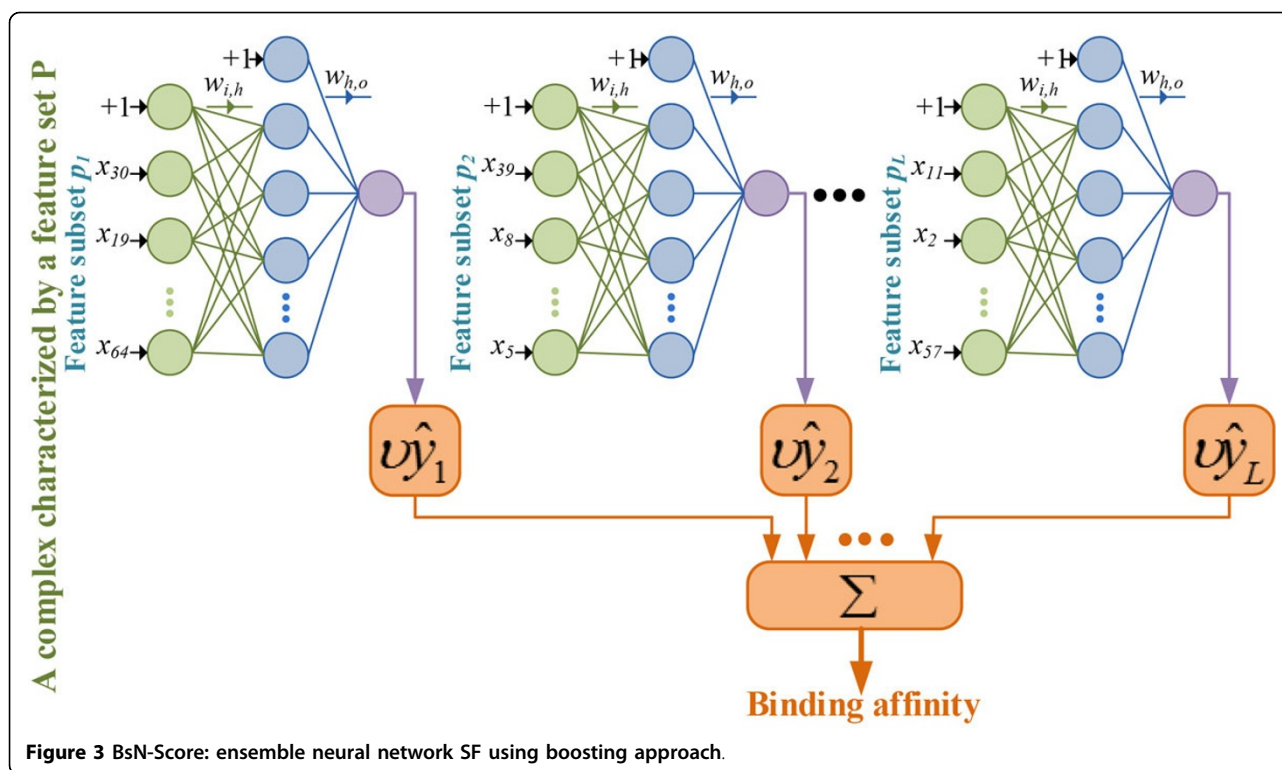 A complex characterized by a feature set P
Feature subset p1
+1
x30
x19
x64
wi,h
+1
wh,o
Feature subset p2
+1
x39
x8
x5
wi,h
+1
wh,o
Feature subset pL
+1
x11
x2
x57
wi,h
+1
wh,o
υŷ1
υŷ2
υŷL
Σ
Binding affinity
Figure 3 BsN-Score: ensemble neural network SF using boosting approach.